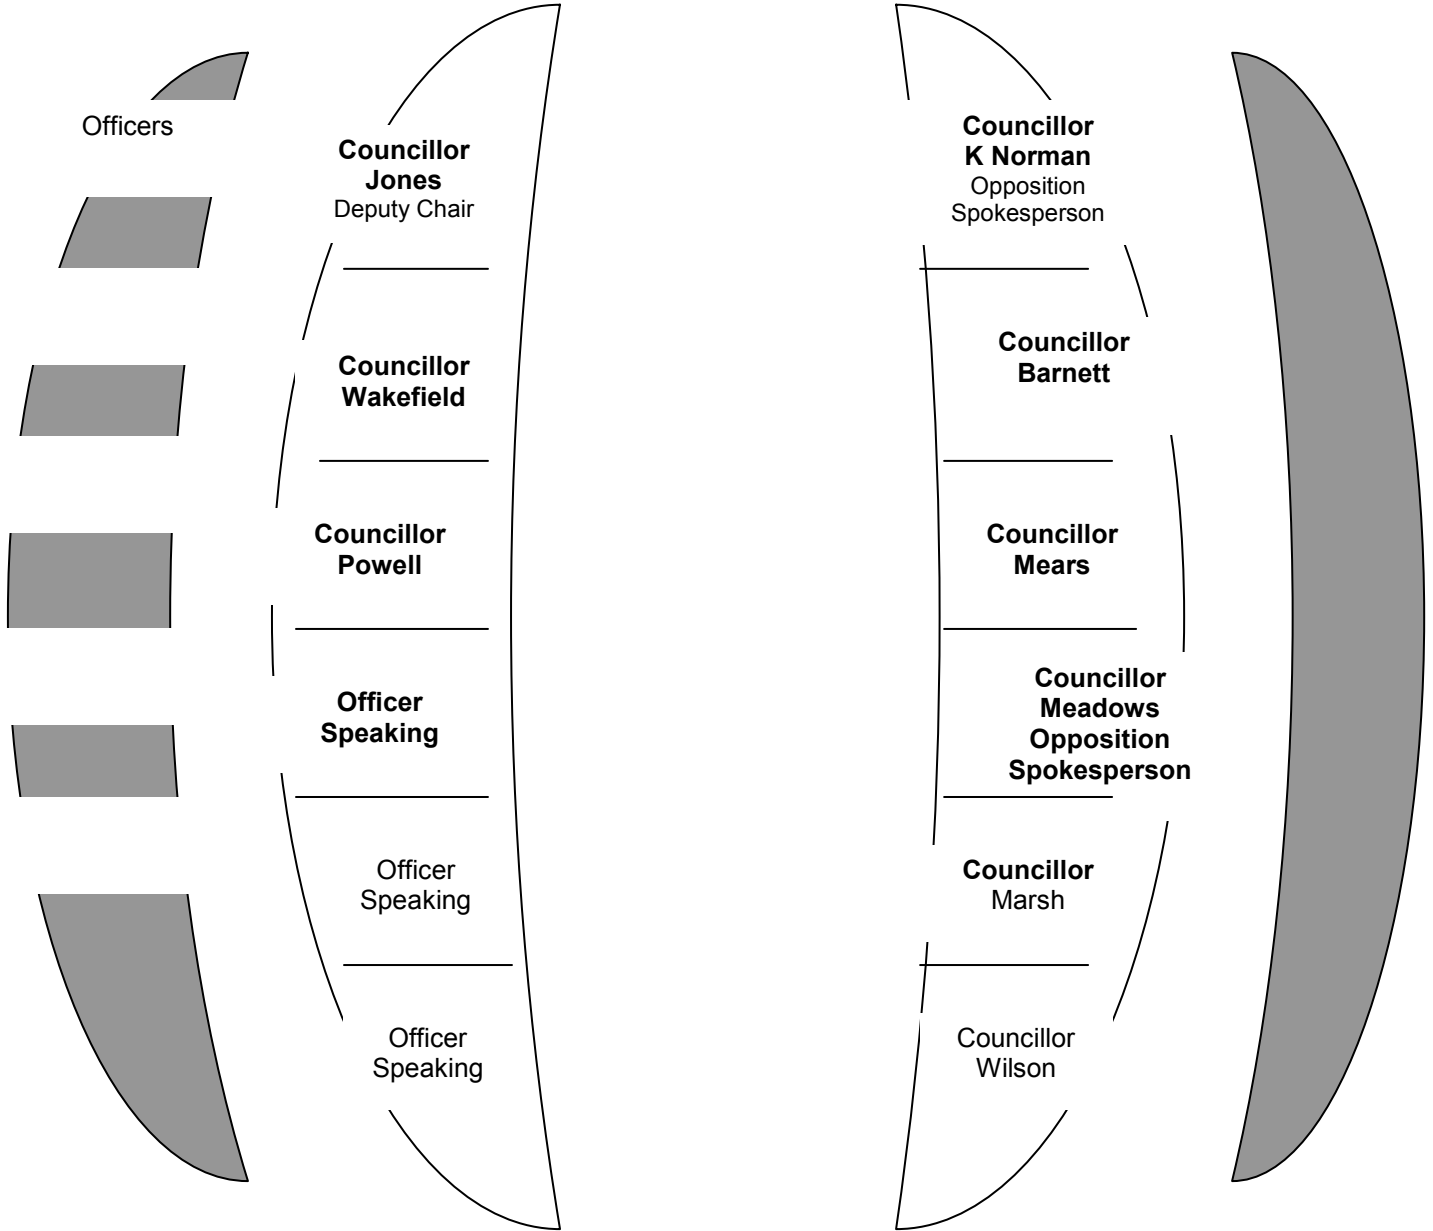 Officers
Councillor
Jones
Deputy Chair
Councillor
Wakefield
Councillor
Powell
Officer
Speaking
Officer
Speaking
Officer
Speaking
Councillor
K Norman
Opposition
Spokesperson
Councillor
Barnett
Councillor
Mears
Councillor
Meadows
Opposition
Spokesperson
Councillor
Marsh
Councillor
Wilson